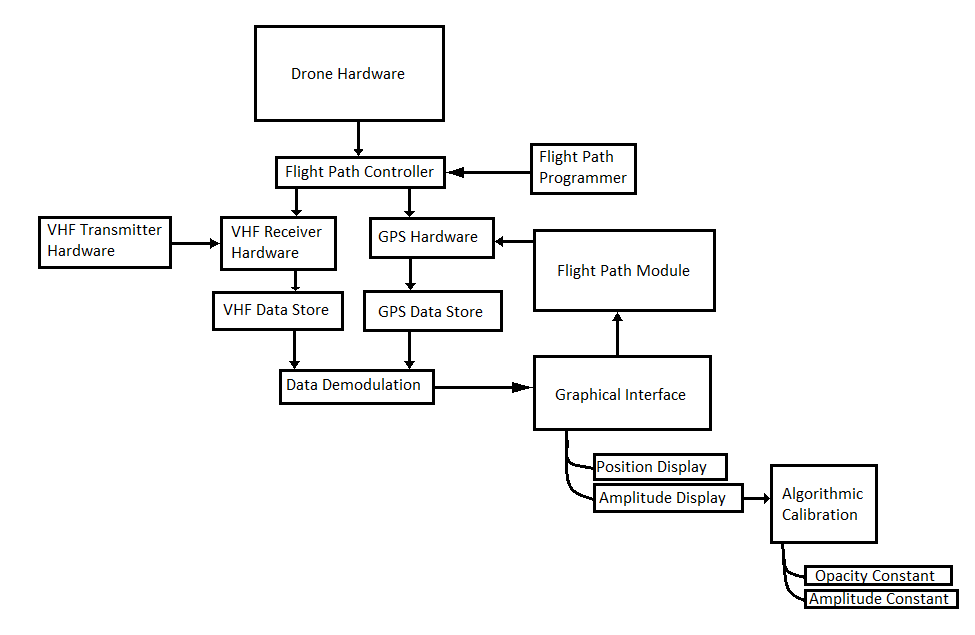 Drone Hardware
Flight Path
Programmer
Flight Path Controller
VHF Transmitter
Hardware
VHF Receiver
Hardware
GPS Hardware
Flight Path Module
VHF Data Store
GPS Data Store
Data Demodulation
Graphical Interface
Position Display
Amplitude Display
Algorithmic
Calibration
Opacity Constant
Amplitude Constant